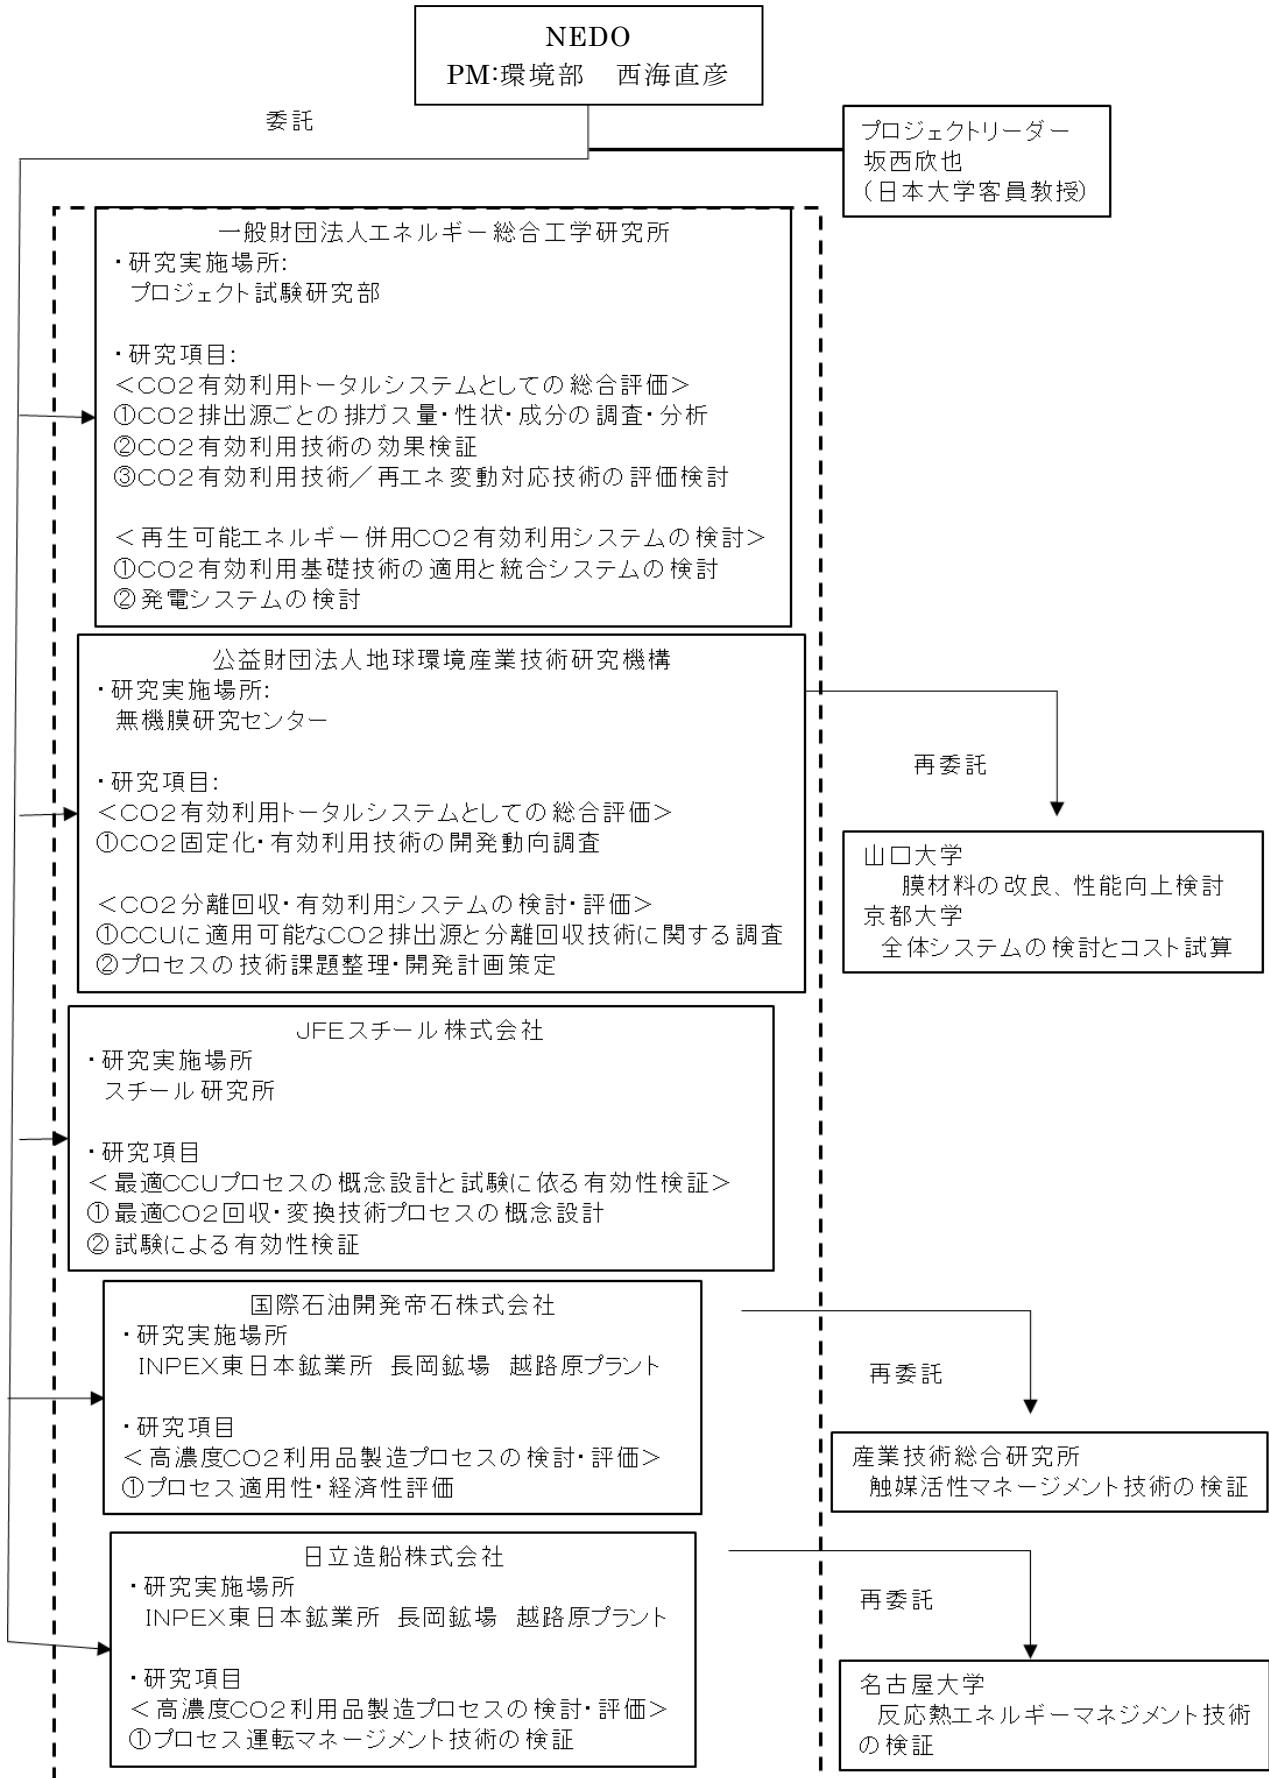 NEDO
PM:環境部　西海直彦
委託
プロジェクトリーダー
坂西欣也
(日本大学客員教授)
一般財団法人エネルギー総合工学研究所
・研究実施場所:
プロジェクト試験研究部
・研究項目:
＜CO2有効利用トータルシステムとしての総合評価＞
①CO2排出源ごとの排ガス量・性状・成分の調査・分析
②CO2有効利用技術の効果検証
③CO2有効利用技術／再エネ変動対応技術の評価検討
＜再生可能エネルギー併用CO2有効利用システムの検討＞
①CO2有効利用基礎技術の適用と統合システムの検討
②発電システムの検討
公益財団法人地球環境産業技術研究機構
・研究実施場所:
無機膜研究センター
・研究項目:
＜CO2有効利用トータルシステムとしての総合評価＞
①CO2固定化・有効利用技術の開発動向調査
＜CO2分離回収・有効利用システムの検討・評価＞
①CCUに適用可能なCO2排出源と分離回収技術に関する調査
②プロセスの技術課題整理・開発計画策定
再委託
山口大学
膜材料の改良、性能向上検討
京都大学
全体システムの検討とコスト試算
JFEスチール株式会社
・研究実施場所
スチール研究所
・研究項目
＜最適CCUプロセスの概念設計と試験に依る有効性検証＞
①最適CO2回収・変換技術プロセスの概念設計
②試験による有効性検証
国際石油開発帝石株式会社
・研究実施場所
INPEX東日本鉱業所　長岡鉱場　越路原プラント
・研究項目
＜高濃度CO2利用品製造プロセスの検討・評価＞
①プロセス適用性・経済性評価
再委託
産業技術総合研究所
触媒活性マネージメント技術の検証
日立造船株式会社
・研究実施場所
INPEX東日本鉱業所　長岡鉱場　越路原プラント
・研究項目
＜高濃度CO2利用品製造プロセスの検討・評価＞
①プロセス運転マネージメント技術の検証
再委託
名古屋大学
反応熱エネルギーマネジメント技術
の検証